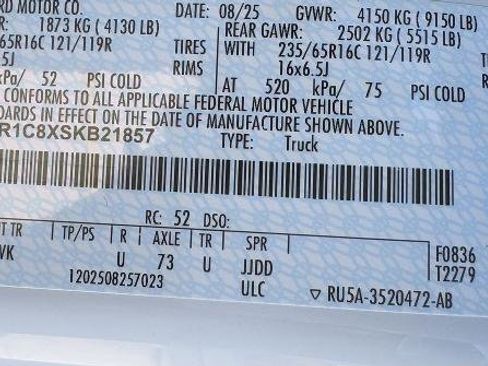 RD MOTOR CO. DATE: 08/25 GVWR: 4150 KG ( 9150 LB)
1873 KG ( 4130 LB) REAR GAWR: 2502 KG ( 5515 LB)
/65R16C 121/119R TIRES WITH 235/65R16C 121/119R
5J RIMS 16x6.5J
kPa/ 52 PSI COLD AT 520 kPa/ 75 PSI COLD
CONFORMS TO ALL APPLICABLE FEDERAL MOTOR VEHICLE
DARDS IN EFFECT ON THE DATE OF MANUFACTURE SHOWN ABOVE.
R1C8XSKB21857 TYPE: Truck
RC: 52 DSO:
T TR TP/PS R AXLE TR SPR F0836
VK U 73 U JJDD T2279
1202508257023 ULC ▽ RU5A-3520472-AB